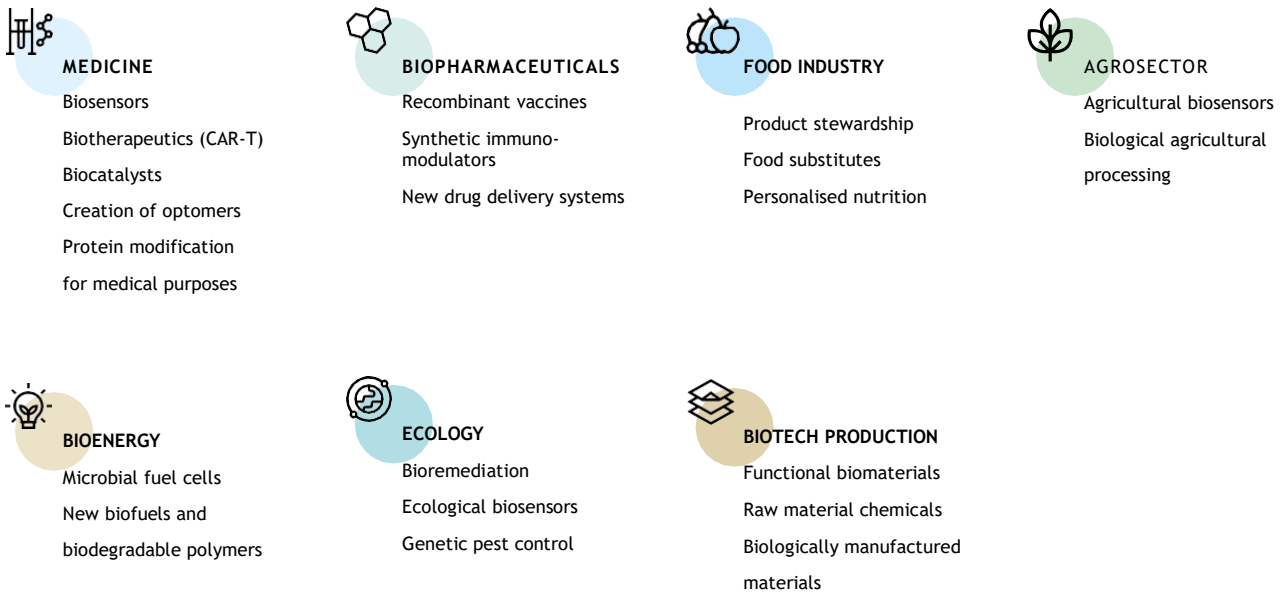 MEDICINE
Biosensors
Biotherapeutics (CAR-T)
Biocatalysts
Creation of optomers
Protein modification
for medical purposes
BIOPHARMACEUTICALS
Recombinant vaccines
Synthetic immuno-
modulators
New drug delivery systems
FOOD INDUSTRY
Product stewardship
Food substitutes
Personalised nutrition
AGROSECTOR
Agricultural biosensors
Biological agricultural
processing
BIOENERGY
Microbial fuel cells
New biofuels and
biodegradable polymers
ECOLOGY
Bioremediation
Ecological biosensors
Genetic pest control
BIOTECH PRODUCTION
Functional biomaterials
Raw material chemicals
Biologically manufactured
materials